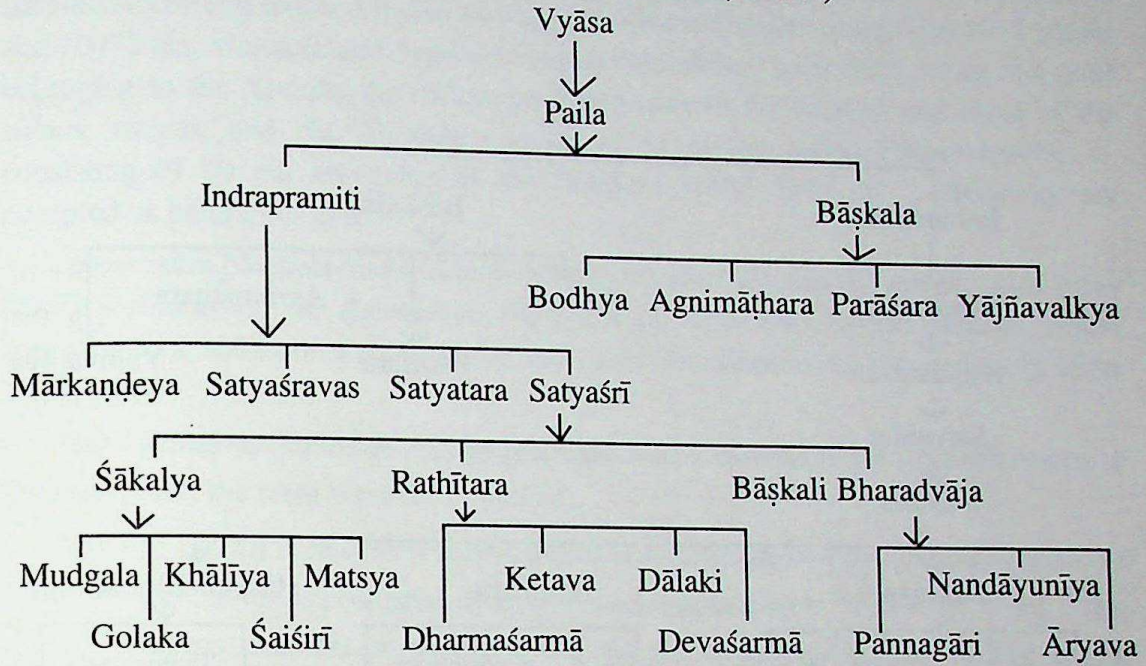 Vyāsa
Paila
Indrapramiti Bāṣkala
Bodhya Agnimāṭhara Parāśara Yājñavalkya
Mārkaṇḍeya Satyaśravas Satyatara Satyaśrī
Śākalya Rathītara Bāṣkali Bharadvāja
Mudgala Khālīya Matsya Ketava Dālaki Nandāyunīya
Golaka Śaiśirī Dharmaśarmā Devaśarmā Pannagāri Āryava